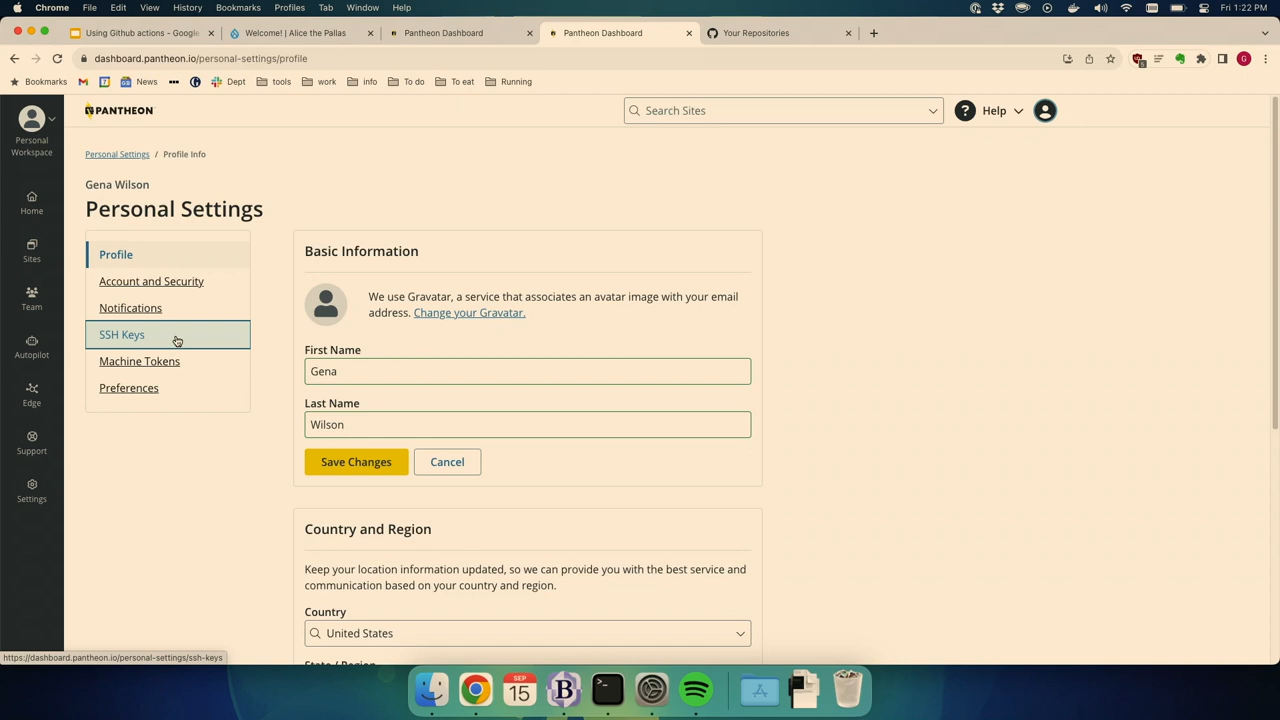 Chrome File Edit View History Bookmarks Profiles Tab Window Help Fri 1:22 PM
Using Github actions - Google Welcome! | Alice the Pallas Pantheon Dashboard Pantheon Dashboard Your Repositories
dashboard.pantheon.io/personal-settings/profile G
Bookmarks News Dept tools work info To do To eat Running
Personal Workspace
Home
Sites
Team
Autopilot
Edge
Support
Settings
PANTHEON Search Sites ? Help
Personal Settings / Profile Info
Gena Wilson
Personal Settings
Profile
Account and Security
Notifications
SSH Keys
Machine Tokens
Preferences
Basic Information
We use Gravatar, a service that associates an avatar image with your email
address. Change your Gravatar.
First Name
Gena
Last Name
Wilson
Save Changes Cancel
Country and Region
Keep your location information updated, so we can provide you with the best service and
communication based on your country and region.
Country
United States
State / Region
https://dashboard.pantheon.io/personal-settings/ssh-keys
SEP
15